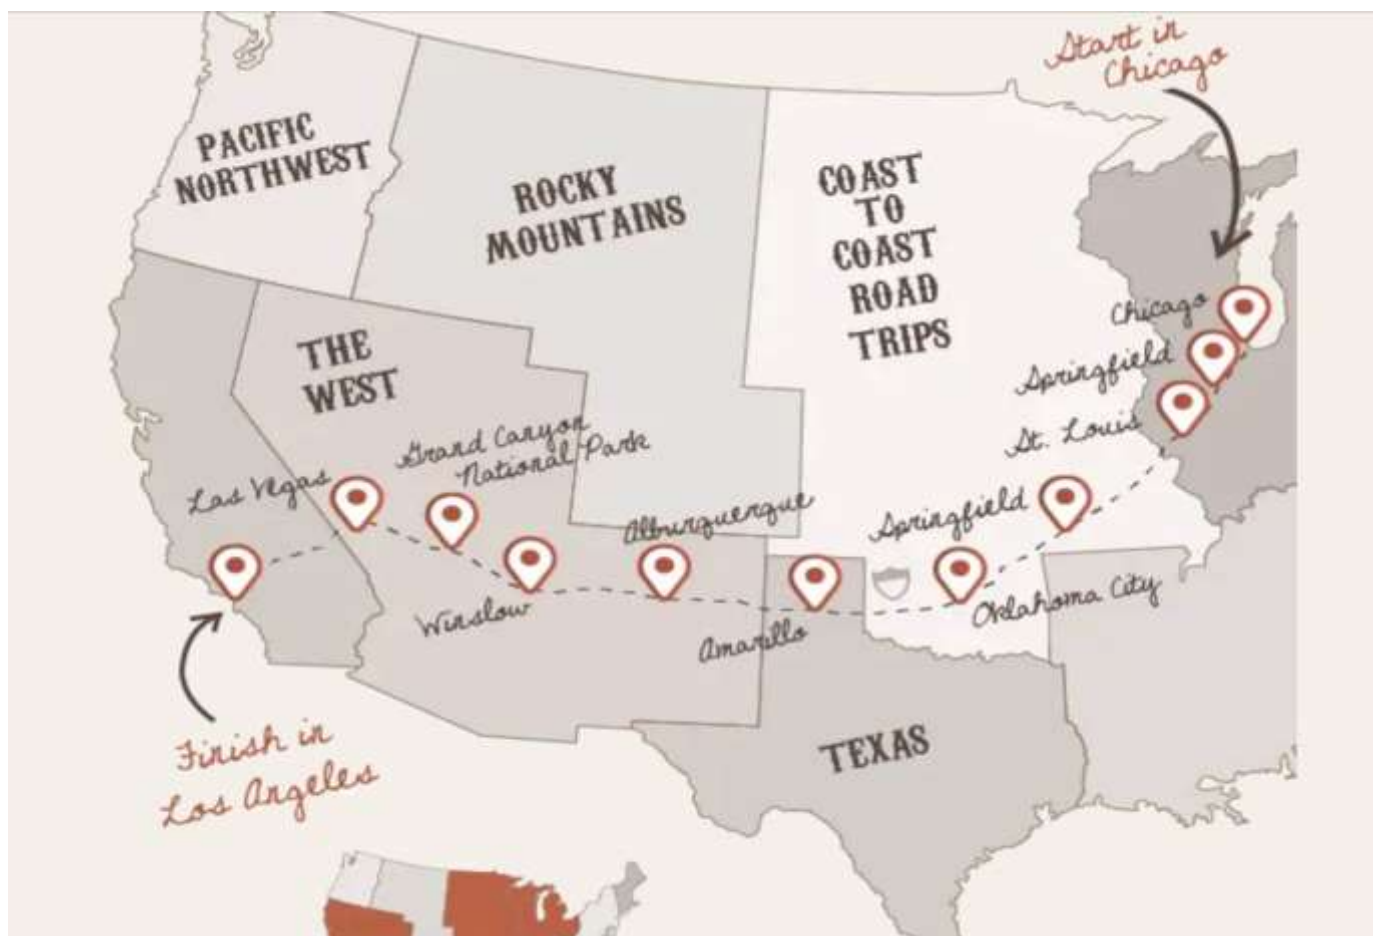 Start in
Chicago
PACIFIC
NORTHWEST
ROCKY
MOUNTAINS
COAST
TO
COAST
ROAD
TRIPS
Chicago
THE
WEST
Springfield
St. Louis
Grand Canyon
National Park
Las Vegas
Alburquerque
Springfield
Winslow
Amarillo
Oklahoma City
TEXAS
Finish in
Los Angeles